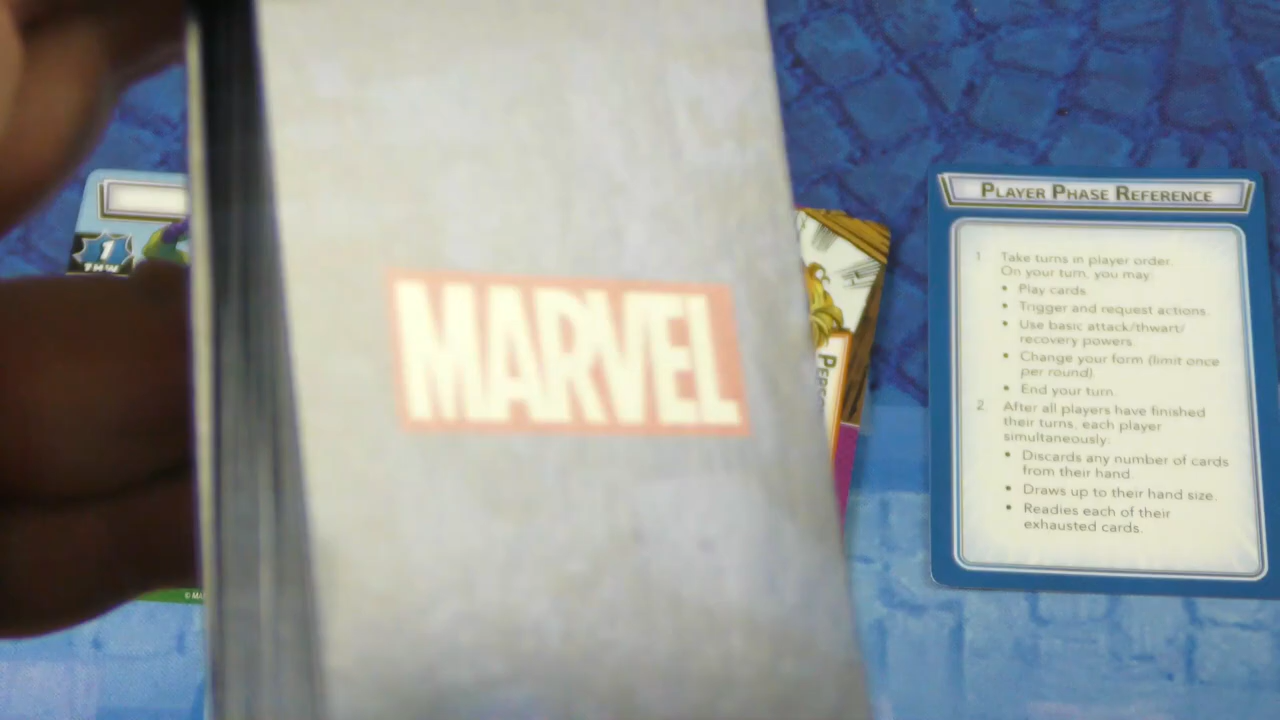 1
THW
MARVEL
PERS
© MA
PLAYER PHASE REFERENCE
1. Take turns in player order.
On your turn, you may:
• Play cards.
• Trigger and request actions.
• Use basic attack/thwart/
recovery powers.
• Change your form (limit once
per round).
• End your turn.
2. After all players have finished
their turns, each player
simultaneously:
• Discards any number of cards
from their hand.
• Draws up to their hand size.
• Readies each of their
exhausted cards.